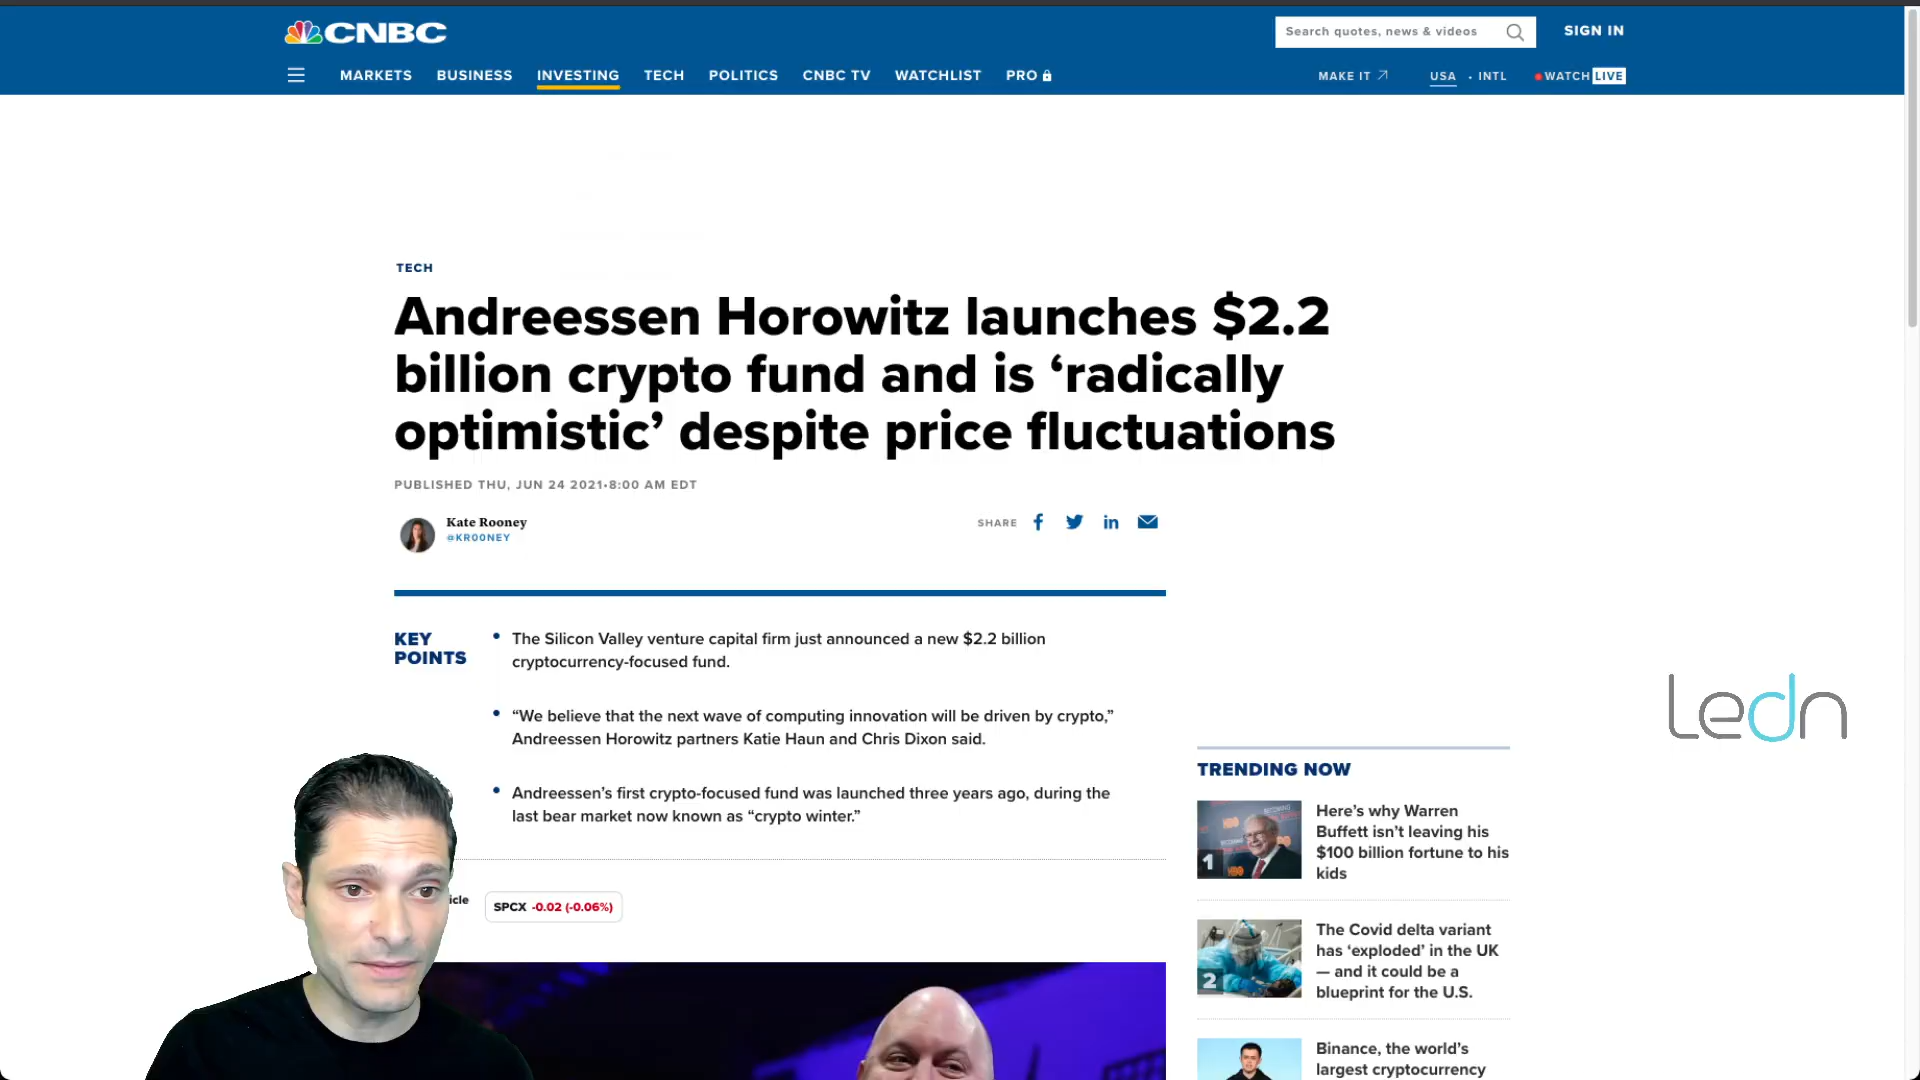 CNBC
Search quotes, news & videos
SIGN IN
MARKETS BUSINESS INVESTING TECH POLITICS CNBC TV WATCHLIST PRO
MAKE IT USA • INTL WATCH LIVE
TECH
Andreessen Horowitz launches $2.2
billion crypto fund and is ‘radically
optimistic’ despite price fluctuations
PUBLISHED THU, JUN 24 2021•8:00 AM EDT
Kate Rooney
@KR00NEY
SHARE
KEY
POINTS
• The Silicon Valley venture capital firm just announced a new $2.2 billion
cryptocurrency-focused fund.
• “We believe that the next wave of computing innovation will be driven by crypto,”
Andreessen Horowitz partners Katie Haun and Chris Dixon said.
• Andreessen’s first crypto-focused fund was launched three years ago, during the
last bear market now known as “crypto winter.”
icle
SPCX -0.02 (-0.06%)
ledn
TRENDING NOW
1
Here’s why Warren
Buffett isn’t leaving his
$100 billion fortune to his
kids
2
The Covid delta variant
has ‘exploded’ in the UK
— and it could be a
blueprint for the U.S.
Binance, the world’s
largest cryptocurrency